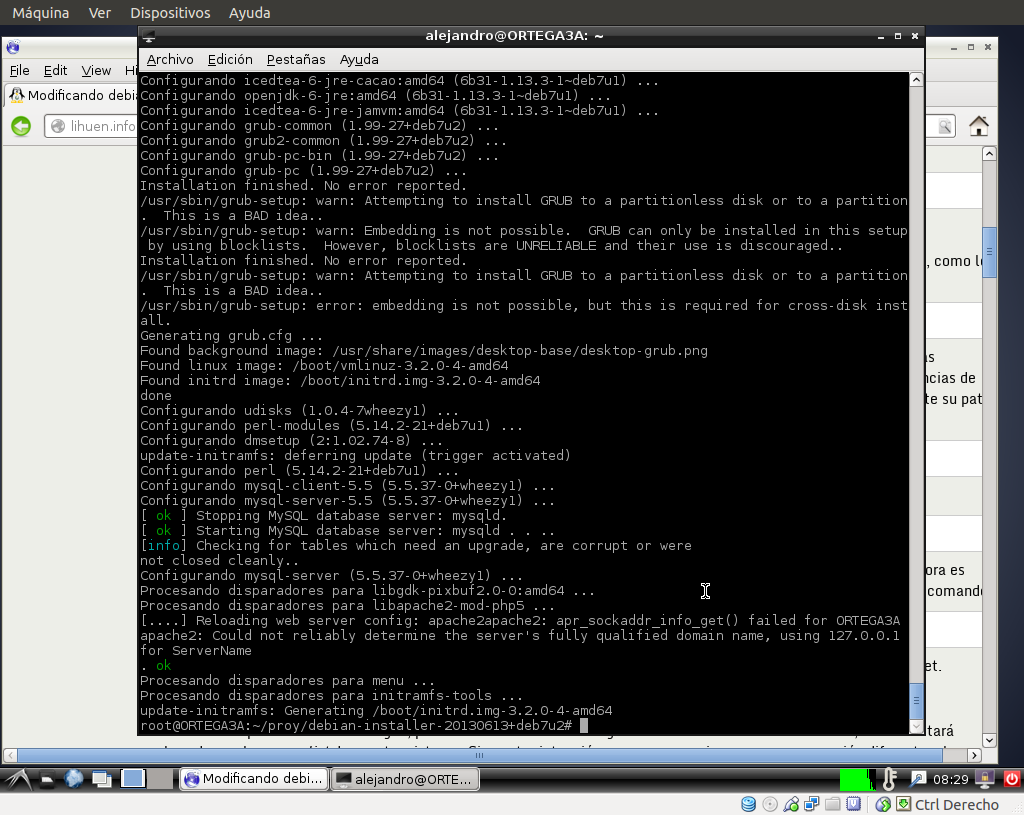 Máquina Ver Dispositivos Ayuda
alejandro@ORTEGA3A: ~
File Edit View Hi
Archivo Edición Pestañas Ayuda
Modificando debia
lihuen.info
Configurando icedtea-6-jre-cacao:amd64 (6b31-1.13.3-1~deb7u1) ...
Configurando openjdk-6-jre:amd64 (6b31-1.13.3-1~deb7u1) ...
Configurando icedtea-6-jre-jamvm:amd64 (6b31-1.13.3-1~deb7u1) ...
Configurando grub-common (1.99-27+deb7u2) ...
Configurando grub2-common (1.99-27+deb7u2) ...
Configurando grub-pc-bin (1.99-27+deb7u2) ...
Configurando grub-pc (1.99-27+deb7u2) ...
Installation finished. No error reported.
/usr/sbin/grub-setup: warn: Attempting to install GRUB to a partitionless disk or to a partition
.  This is a BAD idea..
/usr/sbin/grub-setup: warn: Embedding is not possible.  GRUB can only be installed in this setup
 by using blocklists.  However, blocklists are UNRELIABLE and their use is discouraged..
Installation finished. No error reported.
/usr/sbin/grub-setup: warn: Attempting to install GRUB to a partitionless disk or to a partition
.  This is a BAD idea..
/usr/sbin/grub-setup: error: embedding is not possible, but this is required for cross-disk inst
all.
Generating grub.cfg ...
Found background image: /usr/share/images/desktop-base/desktop-grub.png
Found linux image: /boot/vmlinuz-3.2.0-4-amd64
Found initrd image: /boot/initrd.img-3.2.0-4-amd64
done
Configurando udisks (1.0.4-7wheezy1) ...
Configurando perl-modules (5.14.2-21+deb7u1) ...
Configurando dmsetup (2:1.02.74-8) ...
update-initramfs: deferring update (trigger activated)
Configurando perl (5.14.2-21+deb7u1) ...
Configurando mysql-client-5.5 (5.5.37-0+wheezy1) ...
Configurando mysql-server-5.5 (5.5.37-0+wheezy1) ...
[ ok ] Stopping MySQL database server: mysqld.
[ ok ] Starting MySQL database server: mysqld . . ..
[info] Checking for tables which need an upgrade, are corrupt or were
not closed cleanly..
Configurando mysql-server (5.5.37-0+wheezy1) ...
Procesando disparadores para libgdk-pixbuf2.0-0:amd64 ...
Procesando disparadores para libapache2-mod-php5 ...
[....] Reloading web server config: apache2apache2: apr_sockaddr_info_get() failed for ORTEGA3A
apache2: Could not reliably determine the server's fully qualified domain name, using 127.0.0.1
for ServerName
. ok
Procesando disparadores para menu ...
Procesando disparadores para initramfs-tools ...
update-initramfs: Generating /boot/initrd.img-3.2.0-4-amd64
root@ORTEGA3A:~/proy/debian-installer-20130613+deb7u2#
, como l
as
ncias de
te su pat
ora es
comand
et.
tará
Modificando debi...
alejandro@ORTE...
08:29
Ctrl Derecho